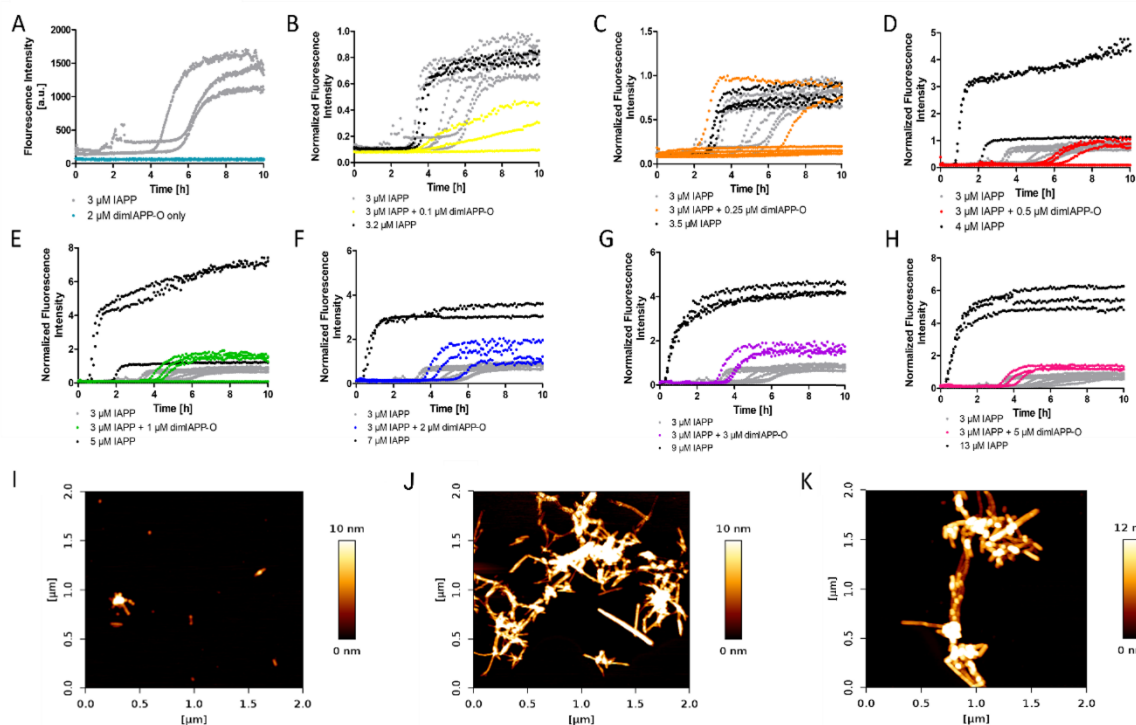 A
Flourescence Intensity
[a.u.]
2000
1500
1000
500
0
0 2 4 6 8 10
Time [h]
3 µM IAPP
2 µM dimIAPP-O only
B
Normalized Fluorescence
Intensity
1.0
0.8
0.6
0.4
0.2
0.0
0 2 4 6 8 10
Time [h]
3 µM IAPP
3 µM IAPP + 0.1 µM dimIAPP-O
3.2 µM IAPP
C
Normalized Fluorescence
Intensity
1.5
1.0
0.5
0.0
0 2 4 6 8 10
Time [h]
3 µM IAPP
3 µM IAPP + 0.25 µM dimIAPP-O
3.5 µM IAPP
D
Normalized Fluorescence
Intensity
5
4
3
2
1
0
0 2 4 6 8 10
Time [h]
3 µM IAPP
3 µM IAPP + 0.5 µM dimIAPP-O
4 µM IAPP
E
Normalized Fluorescence
Intensity
8
6
4
2
0
0 2 4 6 8 10
Time [h]
3 µM IAPP
3 µM IAPP + 1 µM dimIAPP-O
5 µM IAPP
F
Normalized Fluorescence
Intensity
6
4
2
0
0 2 4 6 8 10
Time [h]
3 µM IAPP
3 µM IAPP + 2 µM dimIAPP-O
7 µM IAPP
G
Normalized Fluorescence
Intensity
6
4
2
0
0 2 4 6 8 10
Time [h]
3 µM IAPP
3 µM IAPP + 3 µM dimIAPP-O
9 µM IAPP
H
Normalized Fluorescence
Intensity
8
6
4
2
0
0 2 4 6 8 10
Time [h]
3 µM IAPP
3 µM IAPP + 5 µM dimIAPP-O
13 µM IAPP
I
[µm]
2.0
1.5
1.0
0.5
0.0
0.0 0.5 1.0 1.5 2.0
[µm]
10 nm
0 nm
J
[µm]
2.0
1.5
1.0
0.5
0.0
0.0 0.5 1.0 1.5 2.0
[µm]
10 nm
0 nm
K
[µm]
2.0
1.5
1.0
0.5
0.0
0.0 0.5 1.0 1.5 2.0
[µm]
12 n
0 nm